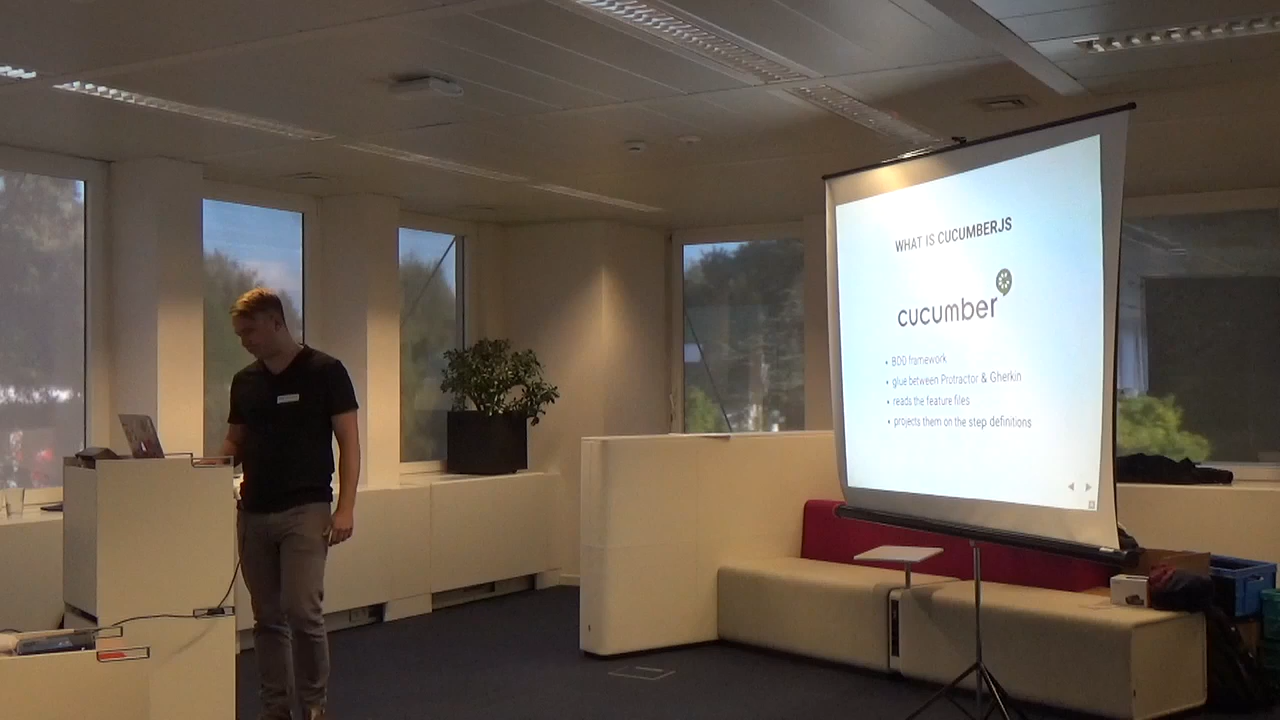 WHAT IS CUCUMBERJS
cucumber
• BDD framework
• glue between Protractor & Gherkin
• reads the feature files
• projects them on the step definitions